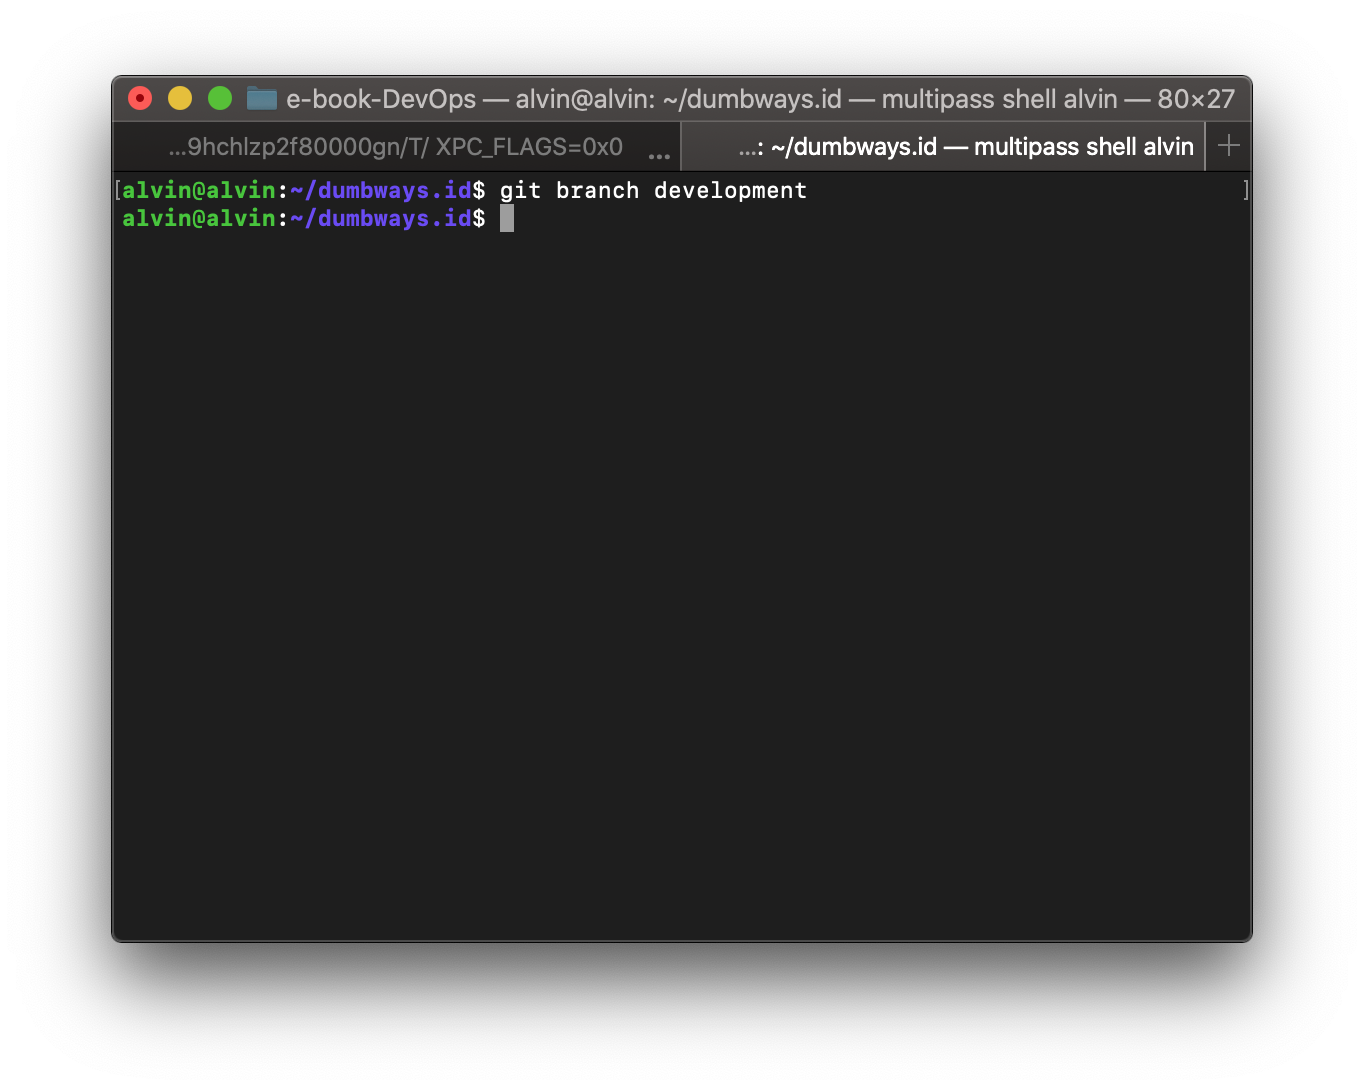 e-book-DevOps — alvin@alvin: ~/dumbways.id — multipass shell alvin — 80×27
...9hchlzp2f80000gn/T/ XPC_FLAGS=0x0 ...
...: ~/dumbways.id — multipass shell alvin +
[alvin@alvin:~/dumbways.id$ git branch development ]
alvin@alvin:~/dumbways.id$